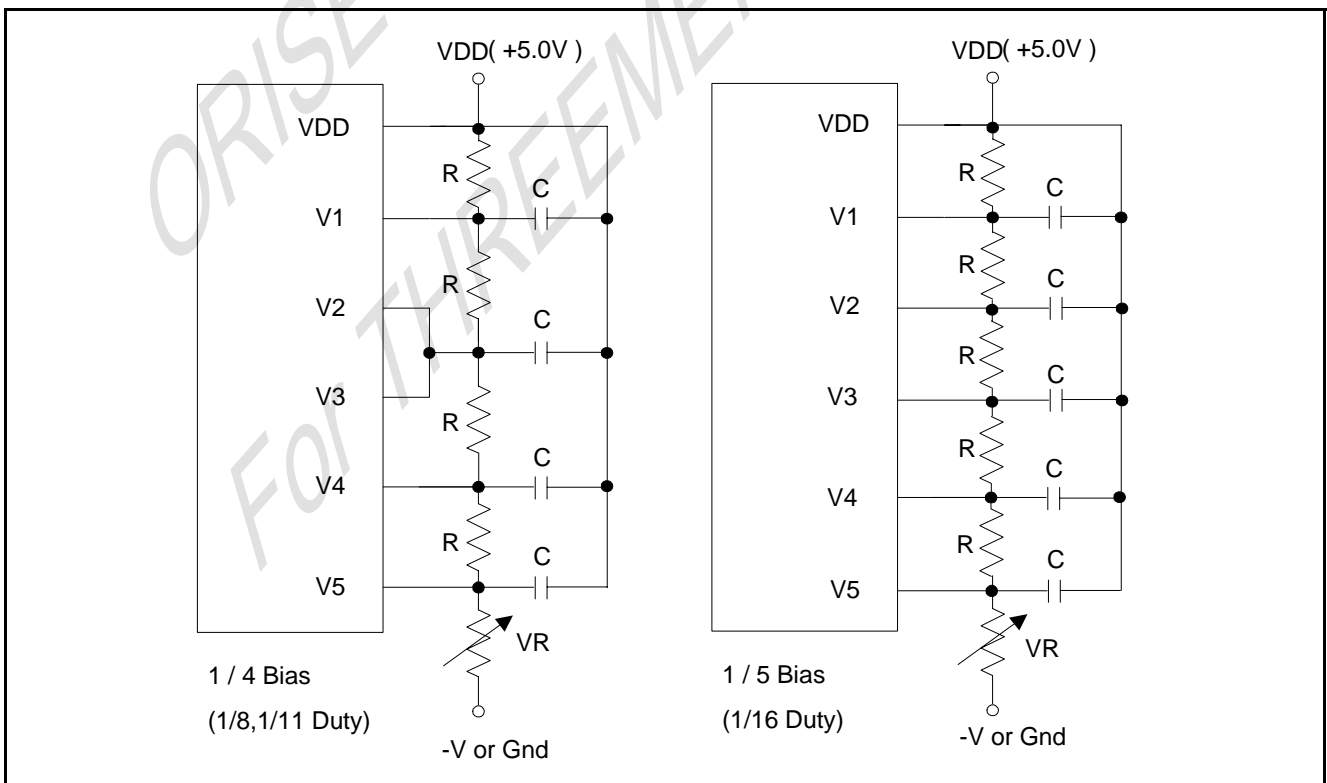 VDD( +5.0V )
VDD
R
C
V1
R
V2
C
V3
R
V4
C
R
C
V5
VR
1 / 4 Bias
(1/8,1/11 Duty)
-V or Gnd
VDD( +5.0V )
VDD
R
C
V1
R
C
V2
R
C
V3
R
C
V4
R
C
V5
VR
1 / 5 Bias
(1/16 Duty)
-V or Gnd
ORISE
For THREEME